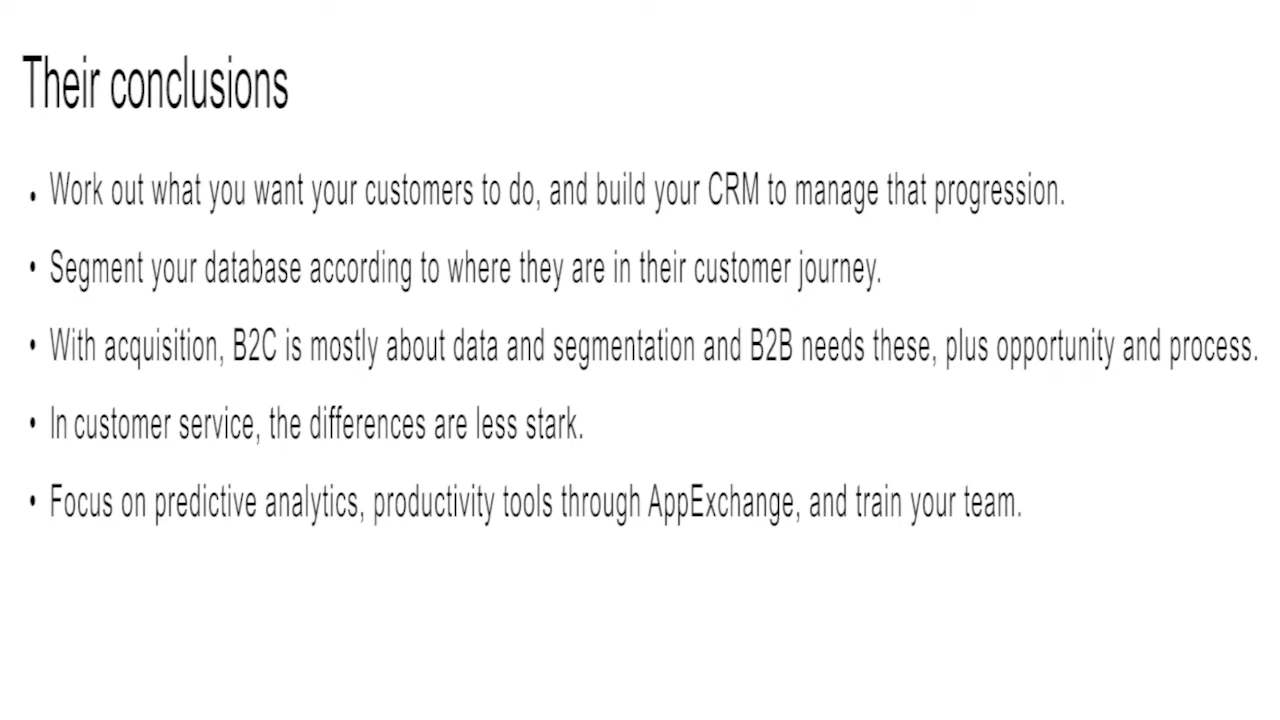 Their conclusions
• Work out what you want your customers to do, and build your CRM to manage that progression.
• Segment your database according to where they are in their customer journey.
• With acquisition, B2C is mostly about data and segmentation and B2B needs these, plus opportunity and process.
• In customer service, the differences are less stark.
• Focus on predictive analytics, productivity tools through AppExchange, and train your team.